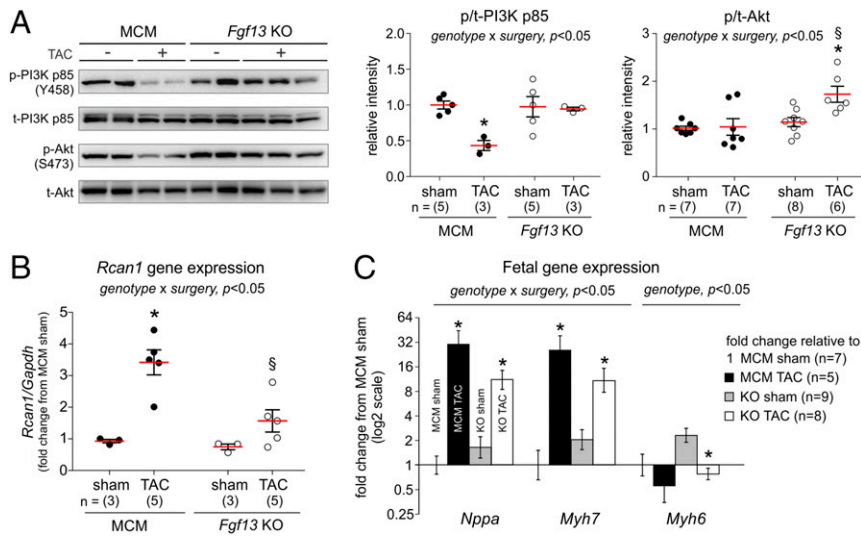 A
MCM
Fgf13 KO
TAC
- + - +
p-PI3K p85
(Y458)
t-PI3K p85
p-Akt
(S473)
t-Akt
p/t-PI3K p85
genotype x surgery, p<0.05
relative intensity
2.0
1.5
1.0
0.5
0.0
*
sham TAC sham TAC
n = (5) (3) (5) (3)
MCM Fgf13 KO
p/t-Akt
genotype x surgery, p<0.05
relative intensity
3
2
1
0
§
*
sham TAC sham TAC
n = (7) (7) (8) (6)
MCM Fgf13 KO
B
Rcan1 gene expression
genotype x surgery, p<0.05
Rcan1/Gapdh
(fold change from MCM sham)
5
4
3
2
1
0
*
§
sham TAC sham TAC
n = (3) (5) (3) (5)
MCM Fgf13 KO
C
Fetal gene expression
genotype x surgery, p<0.05
genotype, p<0.05
fold change from MCM sham
(log2 scale)
64
32
16
8
4
2
1
0.5
0.25
* * * * *
MCM sham
MCM TAC
KO sham
KO TAC
Nppa Myh7 Myh6
fold change relative to
1 MCM sham (n=7)
MCM TAC (n=5)
KO sham (n=9)
KO TAC (n=8)